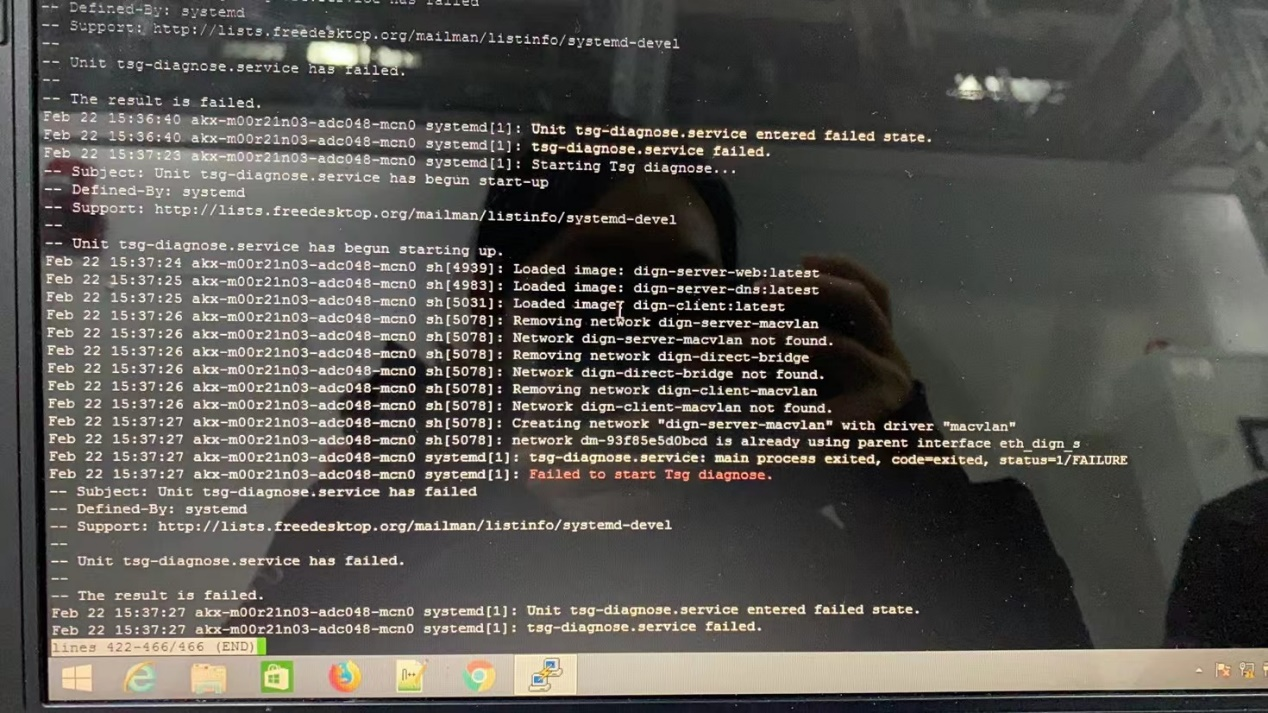 has failed
-- Defined-By: systemd
-- Support: http://lists.freedesktop.org/mailman/listinfo/systemd-devel
--
-- Unit tsg-diagnose.service has failed.
--
-- The result is failed.
Feb 22 15:36:40 akx-m00r21n03-adc048-mcn0 systemd[1]: Unit tsg-diagnose.service entered failed state.
Feb 22 15:36:40 akx-m00r21n03-adc048-mcn0 systemd[1]: tsg-diagnose.service failed.
Feb 22 15:37:23 akx-m00r21n03-adc048-mcn0 systemd[1]: Starting Tsg diagnose...
-- Subject: Unit tsg-diagnose.service has begun start-up
-- Defined-By: systemd
-- Support: http://lists.freedesktop.org/mailman/listinfo/systemd-devel
--
-- Unit tsg-diagnose.service has begun starting up.
Feb 22 15:37:24 akx-m00r21n03-adc048-mcn0 sh[4939]: Loaded image: dign-server-web:latest
Feb 22 15:37:25 akx-m00r21n03-adc048-mcn0 sh[4983]: Loaded image: dign-server-dns:latest
Feb 22 15:37:25 akx-m00r21n03-adc048-mcn0 sh[5031]: Loaded image: dign-client:latest
Feb 22 15:37:26 akx-m00r21n03-adc048-mcn0 sh[5078]: Removing network dign-server-macvlan
Feb 22 15:37:26 akx-m00r21n03-adc048-mcn0 sh[5078]: Network dign-server-macvlan not found.
Feb 22 15:37:26 akx-m00r21n03-adc048-mcn0 sh[5078]: Removing network dign-direct-bridge
Feb 22 15:37:26 akx-m00r21n03-adc048-mcn0 sh[5078]: Network dign-direct-bridge not found.
Feb 22 15:37:26 akx-m00r21n03-adc048-mcn0 sh[5078]: Removing network dign-client-macvlan
Feb 22 15:37:26 akx-m00r21n03-adc048-mcn0 sh[5078]: Network dign-client-macvlan not found.
Feb 22 15:37:27 akx-m00r21n03-adc048-mcn0 sh[5078]: Creating network "dign-server-macvlan" with driver "macvlan"
Feb 22 15:37:27 akx-m00r21n03-adc048-mcn0 sh[5078]: network dm-93f85e5d0bcd is already using parent interface eth_dign_s
Feb 22 15:37:27 akx-m00r21n03-adc048-mcn0 systemd[1]: tsg-diagnose.service: main process exited, code=exited, status=1/FAILURE
Feb 22 15:37:27 akx-m00r21n03-adc048-mcn0 systemd[1]: Failed to start Tsg diagnose.
-- Subject: Unit tsg-diagnose.service has failed
-- Defined-By: systemd
-- Support: http://lists.freedesktop.org/mailman/listinfo/systemd-devel
--
-- Unit tsg-diagnose.service has failed.
--
-- The result is failed.
Feb 22 15:37:27 akx-m00r21n03-adc048-mcn0 systemd[1]: Unit tsg-diagnose.service entered failed state.
Feb 22 15:37:27 akx-m00r21n03-adc048-mcn0 systemd[1]: tsg-diagnose.service failed.
lines 422-466/466 (END)